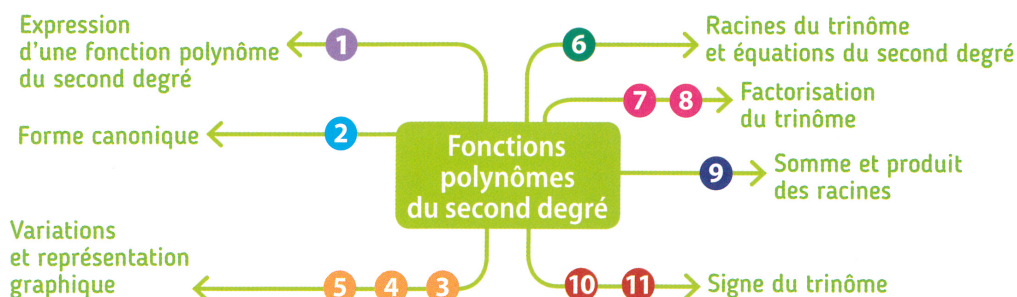 Expression
d'une fonction polynôme
du second degré
1
Forme canonique
2
Variations
et représentation
graphique
5 4 3
Fonctions
polynômes
du second degré
6
Racines du trinôme
et équations du second degré
7 8
Factorisation
du trinôme
9
Somme et produit
des racines
10 11
Signe du trinôme